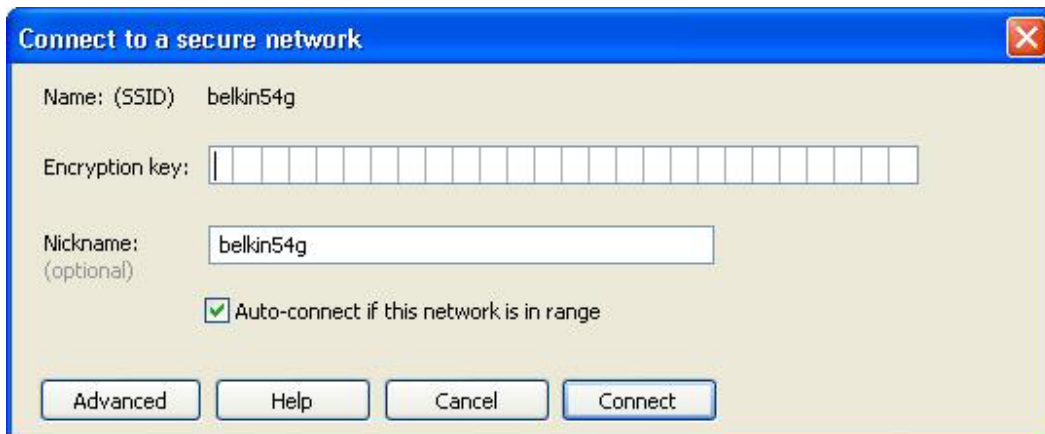 Connect to a secure network
Name: (SSID) belkin54g
Encryption key:
Nickname: belkin54g
(optional)
Auto-connect if this network is in range
Advanced Help Cancel Connect